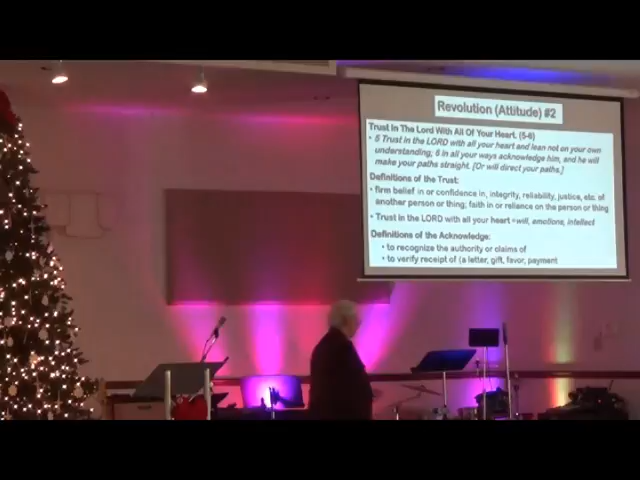 Revolution (Attitude) #2
Trust In The Lord With All Of Your Heart. (5-6)
• 5 Trust in the LORD with all your heart and lean not on your own
understanding; 6 in all your ways acknowledge him, and he will
make your paths straight. [Or will direct your paths.]
Definitions of the Trust:
• firm belief in or confidence in, integrity, reliability, justice, etc. of
another person or thing; faith in or reliance on the person or thing
• Trust in the LORD with all your heart =will, emotions, intellect
Definitions of the Acknowledge:
• to recognize the authority or claims of
• to verify receipt of (a letter, gift, favor, payment